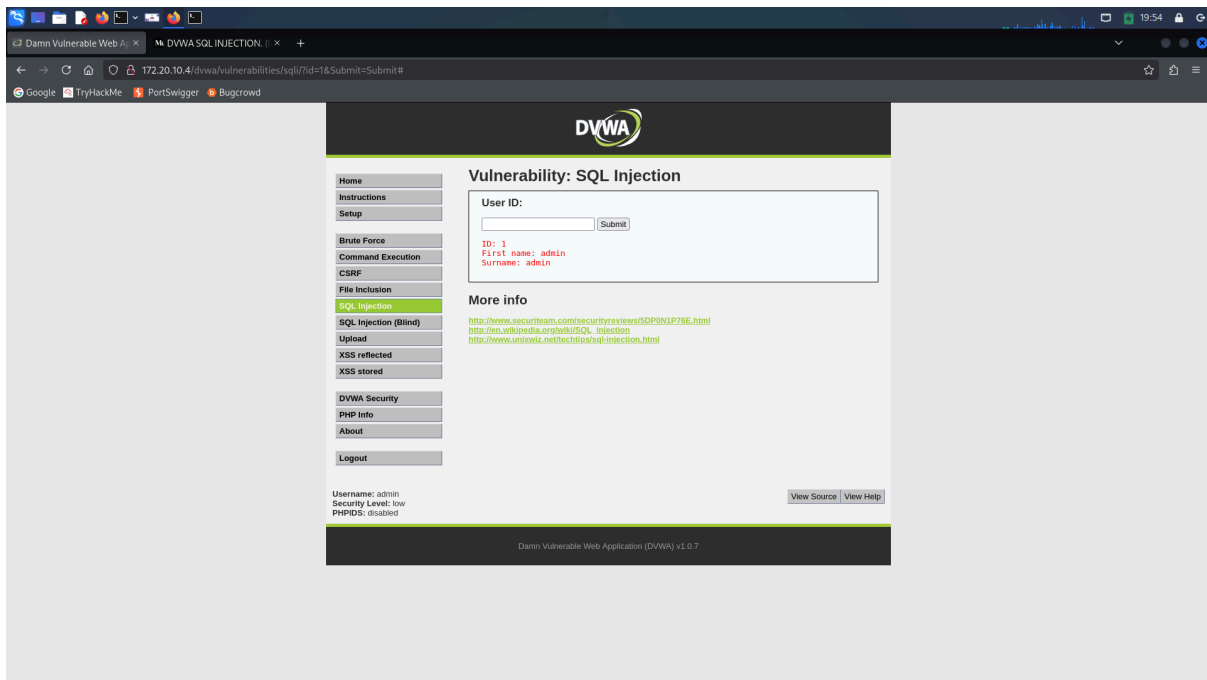 19:54
Damn Vulnerable Web Ap
DVWA SQL INJECTION. (
172.20.10.4/dvwa/vulnerabilities/sqli/?id=1&Submit=Submit#
Google TryHackMe PortSwigger Bugcrowd
DVWA
Home
Instructions
Setup
Brute Force
Command Execution
CSRF
File Inclusion
SQL Injection
SQL Injection (Blind)
Upload
XSS reflected
XSS stored
DVWA Security
PHP Info
About
Logout
Vulnerability: SQL Injection
User ID:
Submit
ID: 1
First name: admin
Surname: admin
More info
http://www.securiteam.com/securityreviews/5DP0N1P76E.html
http://en.wikipedia.org/wiki/SQL_injection
http://www.unixwiz.net/techtips/sql-injection.html
Username: admin
Security Level: low
PHPIDS: disabled
View Source View Help
Damn Vulnerable Web Application (DVWA) v1.0.7